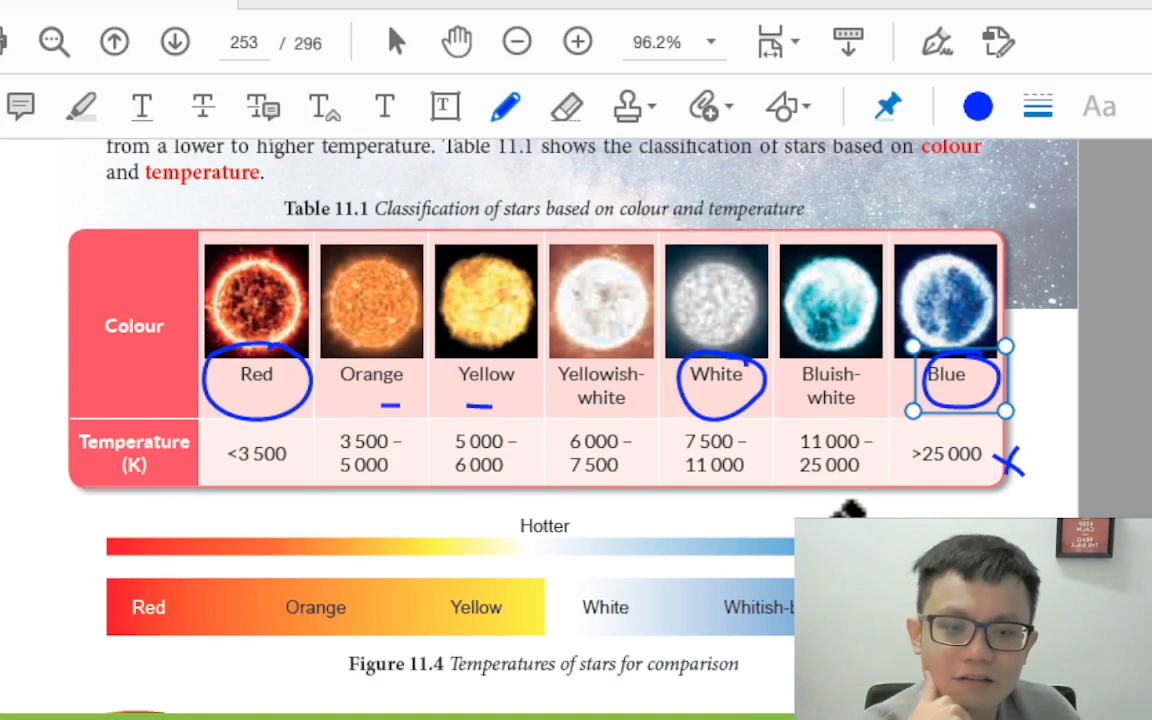 253 / 296
96.2%
Aa
from a lower to higher temperature. Table 11.1 shows the classification of stars based on colour
and temperature.
Table 11.1 Classification of stars based on colour and temperature
Colour
Red
Orange
Yellow
Yellowish-
white
White
Bluish-
white
Blue
Temperature
(K)
<3 500
3 500 –
5 000
5 000 –
6 000
6 000 –
7 500
7 500 –
11 000
11 000 –
25 000
>25 000
Hotter
Red Orange Yellow White Whitish-
Figure 11.4 Temperatures of stars for comparison